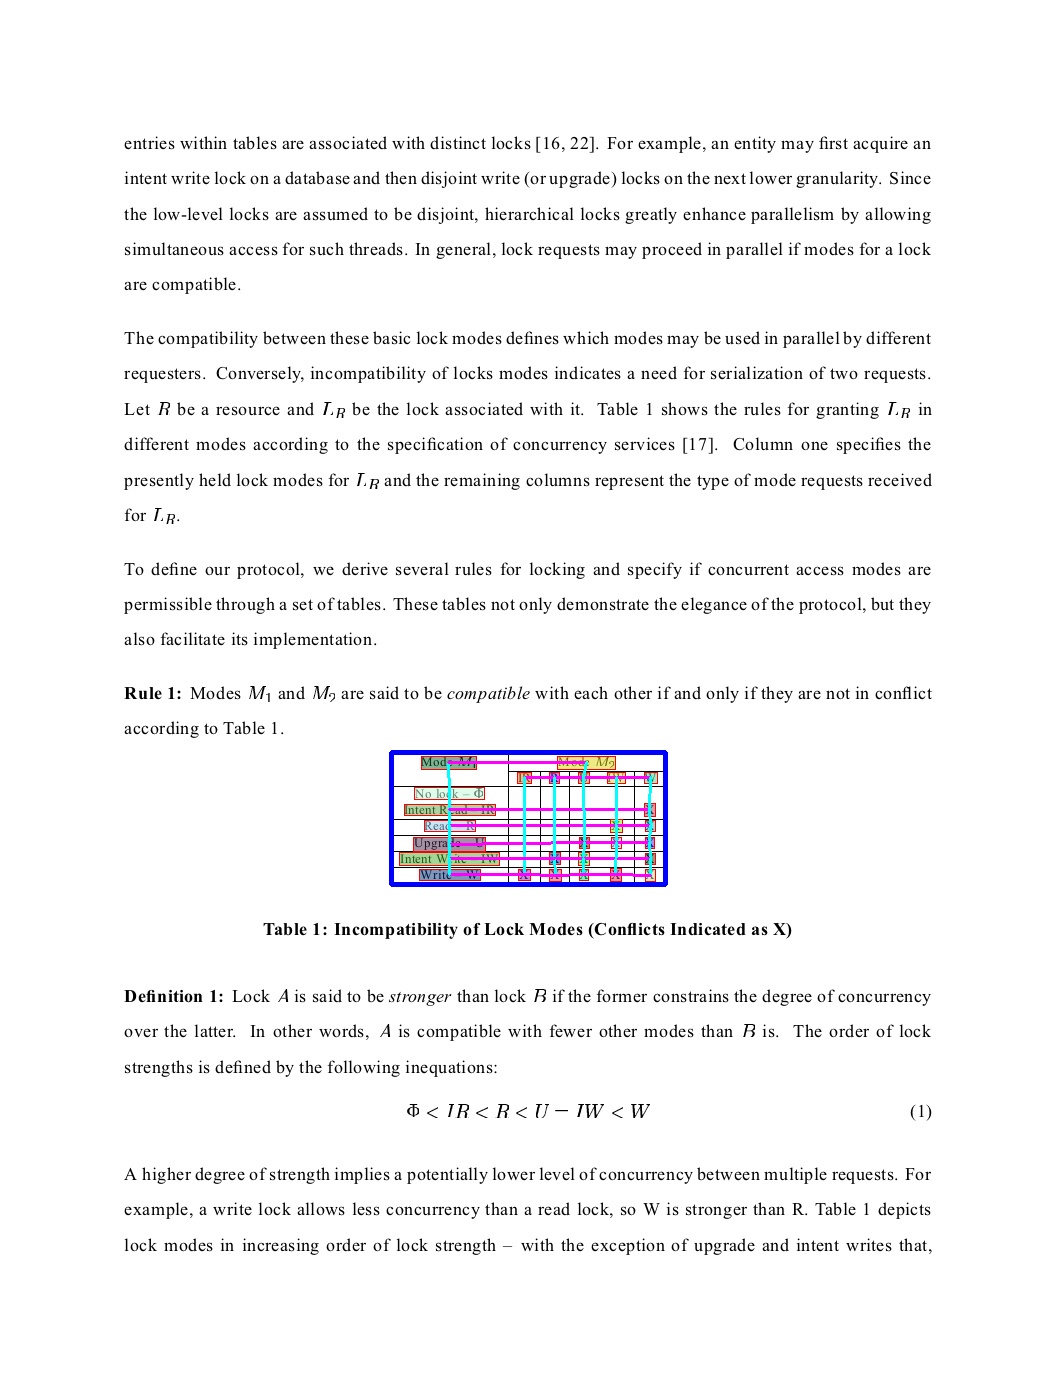 entries within tables are associated with distinct locks [16, 22]. For example, an entity may first acquire an
intent write lock on a database and then disjoint write (or upgrade) locks on the next lower granularity. Since
the low-level locks are assumed to be disjoint, hierarchical locks greatly enhance parallelism by allowing
simultaneous access for such threads. In general, lock requests may proceed in parallel if modes for a lock
are compatible.
The compatibility between these basic lock modes defines which modes may be used in parallel by different
requesters. Conversely, incompatibility of locks modes indicates a need for serialization of two requests.
Let R be a resource and L_R be the lock associated with it. Table 1 shows the rules for granting L_R in
different modes according to the specification of concurrency services [17]. Column one specifies the
presently held lock modes for L_R and the remaining columns represent the type of mode requests received
for L_R.
To define our protocol, we derive several rules for locking and specify if concurrent access modes are
permissible through a set of tables. These tables not only demonstrate the elegance of the protocol, but they
also facilitate its implementation.
Rule 1: Modes M₁ and M₂ are said to be compatible with each other if and only if they are not in conflict
according to Table 1.
Mode M₁ Mode M₂
IR R U IW W
No lock – Φ
Intent Read – IR X
Read – R X X
Upgrade – U X X X
Intent Write – IW X X X
Write – W X X X X X
Table 1: Incompatibility of Lock Modes (Conflicts Indicated as X)
Definition 1: Lock A is said to be stronger than lock B if the former constrains the degree of concurrency
over the latter. In other words, A is compatible with fewer other modes than B is. The order of lock
strengths is defined by the following inequations:
Φ < IR < R < U = IW < W (1)
A higher degree of strength implies a potentially lower level of concurrency between multiple requests. For
example, a write lock allows less concurrency than a read lock, so W is stronger than R. Table 1 depicts
lock modes in increasing order of lock strength – with the exception of upgrade and intent writes that,